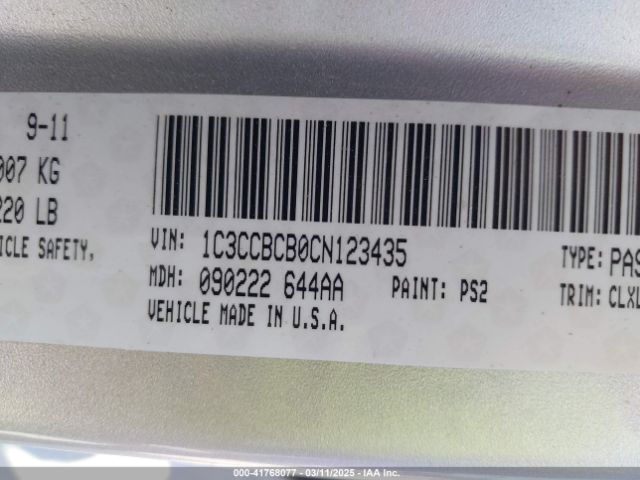 9-11
007 KG
220 LB
ICLE SAFETY,
VIN: 1C3CCBCB0CN123435
TYPE: PAS
MDH: 090222 644AA
PAINT: PS2
TRIM: CLXL
VEHICLE MADE IN U.S.A.
000-41768077 — 03/11/2025 — IAA Inc.